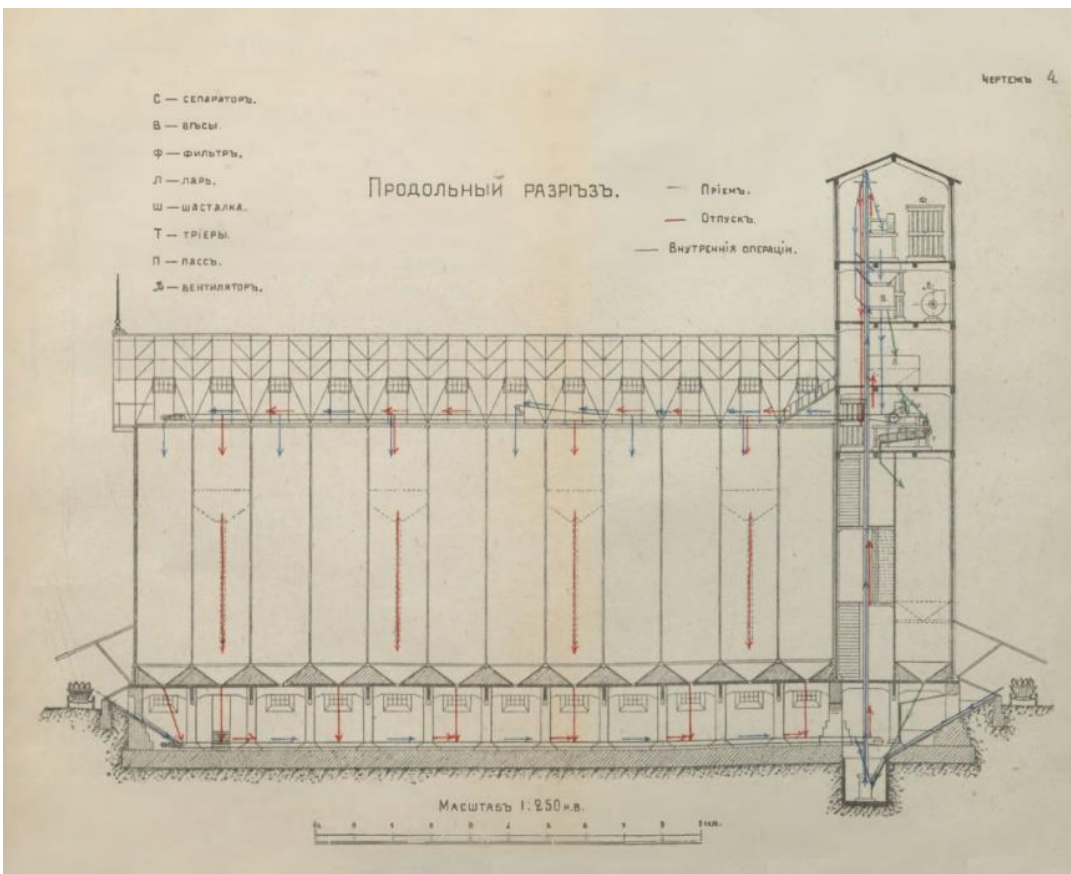 Чертежъ 4.
С — сепараторъ.
В — вѣсы.
Ф — фильтръ.
Л — ларь.
Ш — шасталка.
Т — тріеры.
П — пассъ.
— вентиляторъ.
Продольный разрѣзъ.
— Пріемъ.
— Отпускъ.
— Внутреннія операціи.
Масштабъ 1:250 н.в.